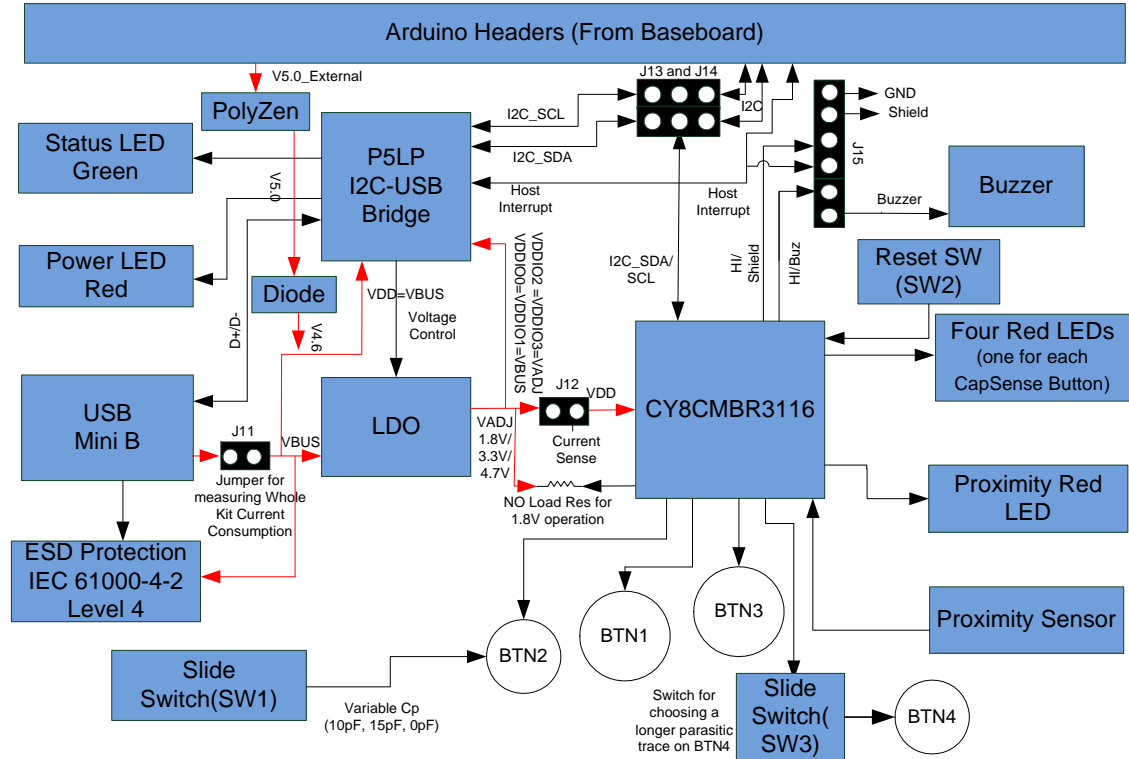 Arduino Headers (From Baseboard)
V5.0_External
PolyZen
Status LED
Green
P5LP
I2C-USB
Bridge
I2C_SCL
I2C_SDA
Host
Interrupt
J13 and J14
I2C
Host
Interrupt
GND
Shield
J15
Buzzer
Buzzer
V5.0
Power LED
Red
Diode
V4.6
VDD=VBUS
D+/D-
Voltage
Control
VDDIO0=VDDIO1=VBUS
VDDIO2 =VDDIO3=VADJ
I2C_SDA/
SCL
HI/
Shield
HI/Buz
Reset SW
(SW2)
Four Red LEDs
(one for each
CapSense Button)
USB
Mini B
J11
VBUS
Jumper for
measuring Whole
Kit Current
Consumption
LDO
VADJ
1.8V/
3.3V/
4.7V
J12
VDD
Current
Sense
CY8CMBR3116
NO Load Res for
1.8V operation
Proximity Red
LED
ESD Protection
IEC 61000-4-2
Level 4
Proximity Sensor
BTN2
BTN1
BTN3
Slide
Switch(SW1)
Variable Cp
(10pF, 15pF, 0pF)
Switch for
choosing a
longer parasitic
trace on BTN4
Slide
Switch(
SW3)
BTN4